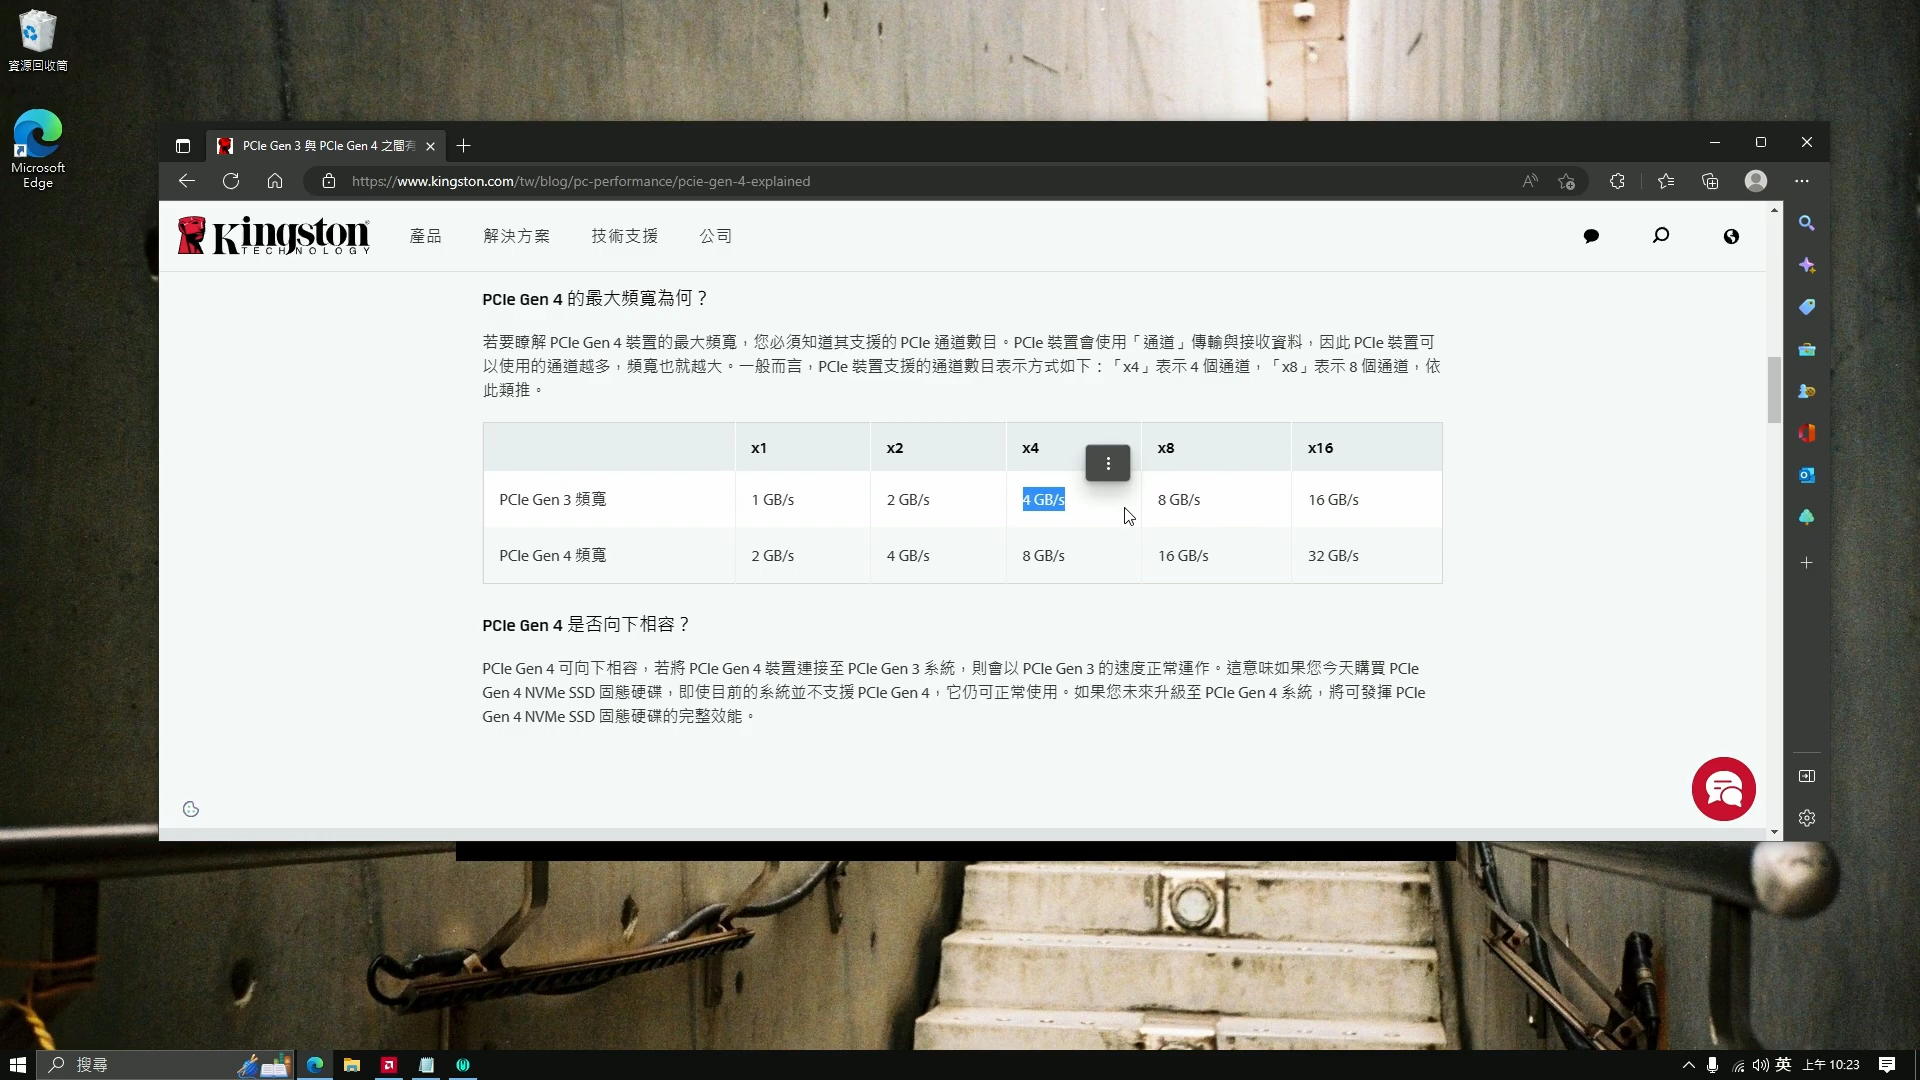 資源回收筒
Microsoft
Edge
PCIe Gen 3 與 PCIe Gen 4 之間有
https://www.kingston.com/tw/blog/pc-performance/pcie-gen-4-explained
Kingston
TECHNOLOGY
產品 解決方案 技術支援 公司
PCIe Gen 4 的最大頻寬為何？
若要瞭解 PCIe Gen 4 裝置的最大頻寬，您必須知道其支援的 PCIe 通道數目。PCIe 裝置會使用「通道」傳輸與接收資料，因此 PCIe 裝置可
以使用的通道越多，頻寬也就越大。一般而言，PCIe 裝置支援的通道數目表示方式如下：「x4」表示 4 個通道，「x8」表示 8 個通道，依
此類推。
x1 x2 x4 x8 x16
PCIe Gen 3 頻寬 1 GB/s 2 GB/s 4 GB/s 8 GB/s 16 GB/s
PCIe Gen 4 頻寬 2 GB/s 4 GB/s 8 GB/s 16 GB/s 32 GB/s
PCIe Gen 4 是否向下相容？
PCIe Gen 4 可向下相容，若將 PCIe Gen 4 裝置連接至 PCIe Gen 3 系統，則會以 PCIe Gen 3 的速度正常運作。這意味如果您今天購買 PCIe
Gen 4 NVMe SSD 固態硬碟，即使目前的系統並不支援 PCIe Gen 4，它仍可正常使用。如果您未來升級至 PCIe Gen 4 系統，將可發揮 PCIe
Gen 4 NVMe SSD 固態硬碟的完整效能。
搜尋
英 上午 10:23